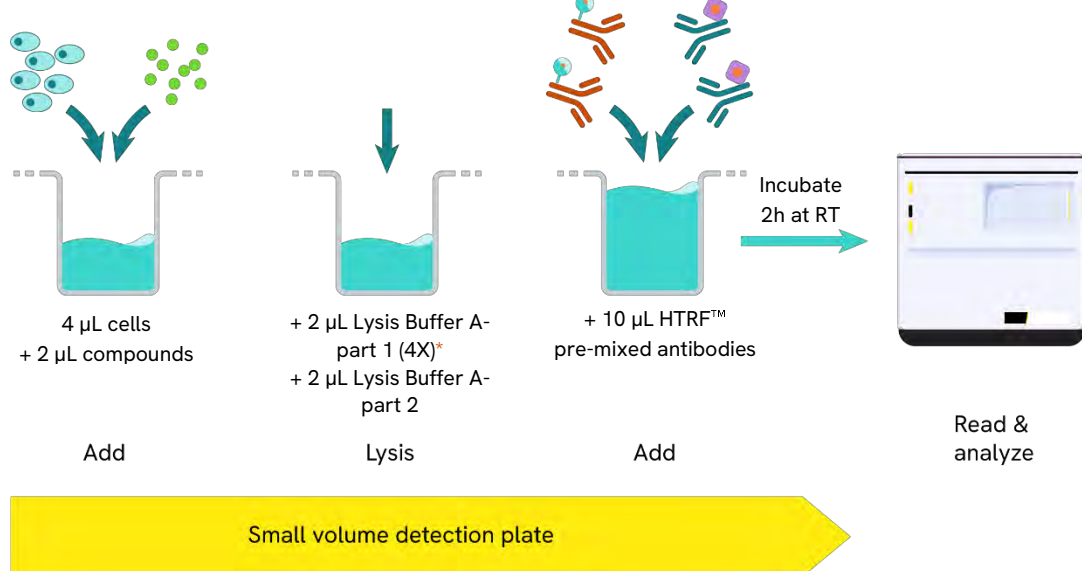 4 µL cells
+ 2 µL compounds
Add
+ 2 µL Lysis Buffer A-
part 1 (4X)*
+ 2 µL Lysis Buffer A-
part 2
Lysis
+ 10 µL HTRF™
pre-mixed antibodies
Add
Incubate
2h at RT
Read &
analyze
Small volume detection plate